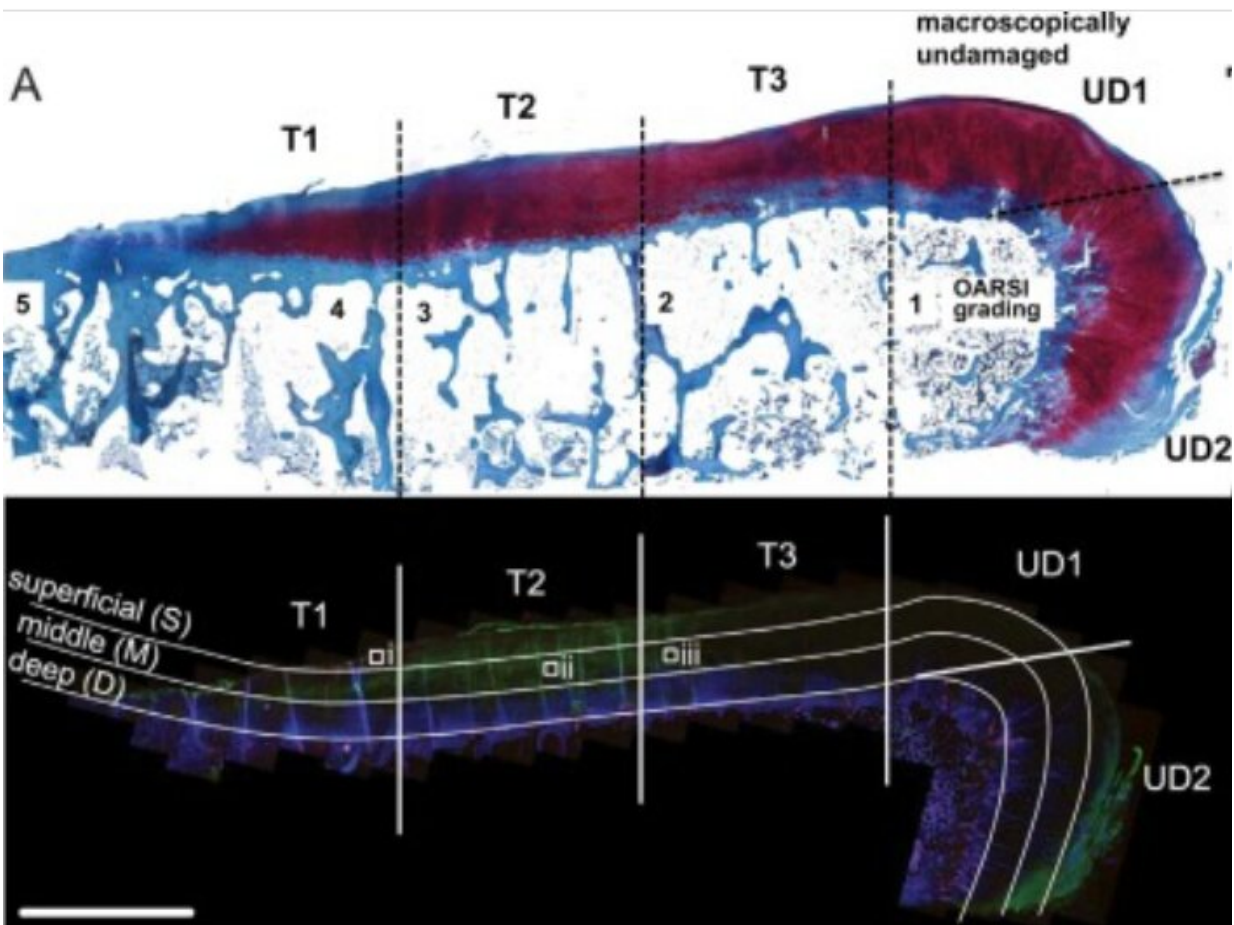 macroscopically
undamaged
A
T1
T2
T3
UD1
5
4
3
2
1
OARSI
grading
UD2
superficial (S)
middle (M)
deep (D)
T1
T2
T3
UD1
i
ii
iii
UD2